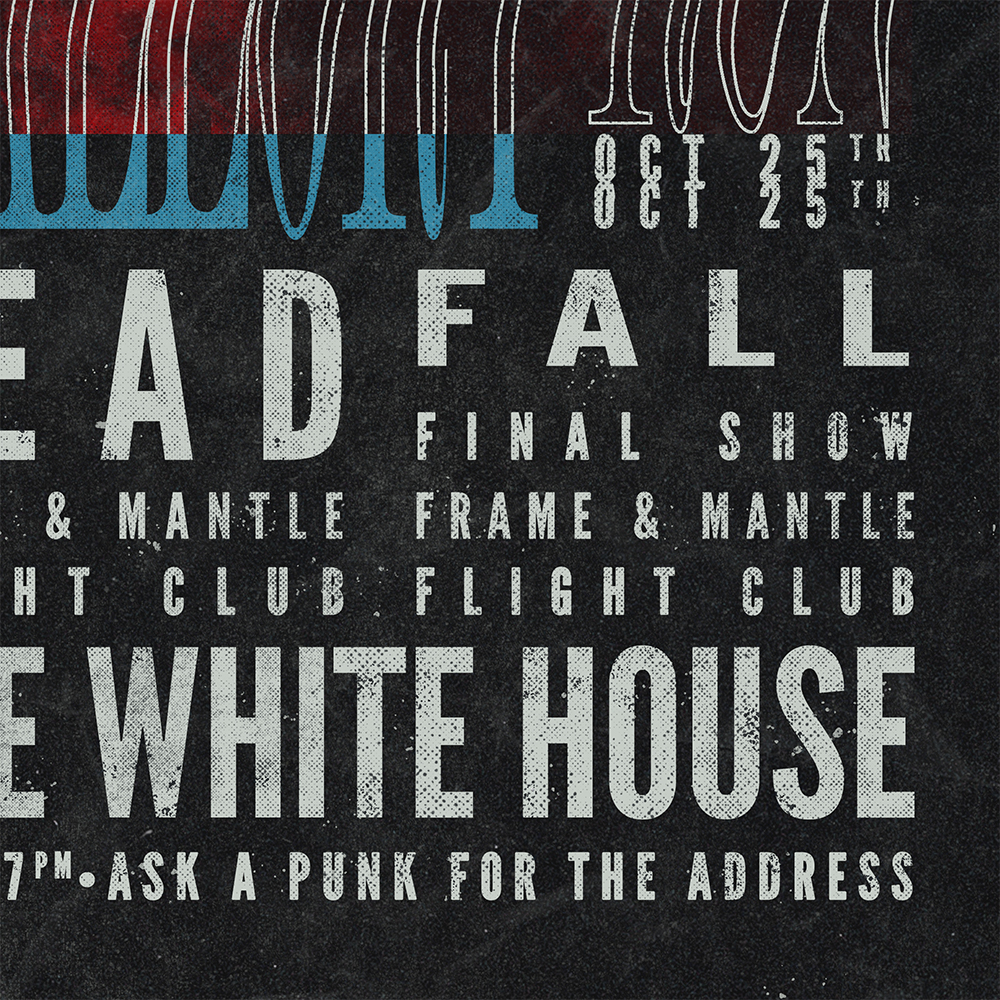 OCT 25TH
OCT 25TH
EAD FALL
FINAL SHOW
& MANTLE FRAME & MANTLE
HT CLUB FLIGHT CLUB
E WHITE HOUSE
7PM•ASK A PUNK FOR THE ADDRESS